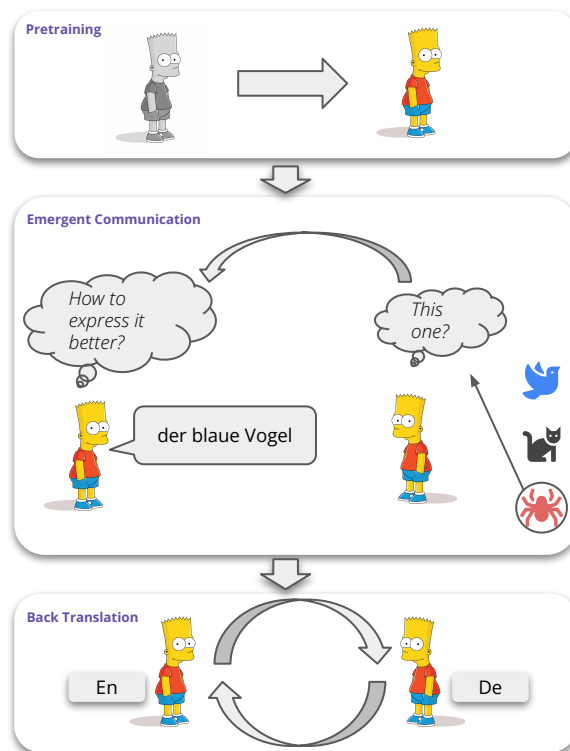 Pretraining
Emergent Communication
How to
express it
better?
This
one?
der blaue Vogel
Back Translation
En
De